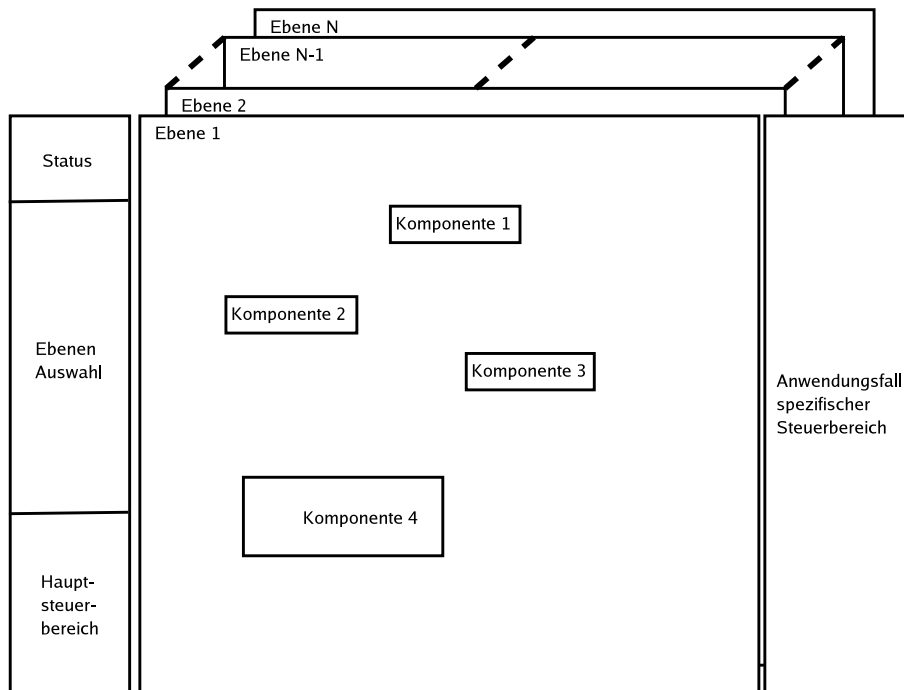 Ebene N
Ebene N-1
Ebene 2
Ebene 1
Status
Komponente 1
Komponente 2
Ebenen
Auswahl
Komponente 3
Anwendungsfall
spezifischer
Steuerbereich
Komponente 4
Haupt-
steuer-
bereich